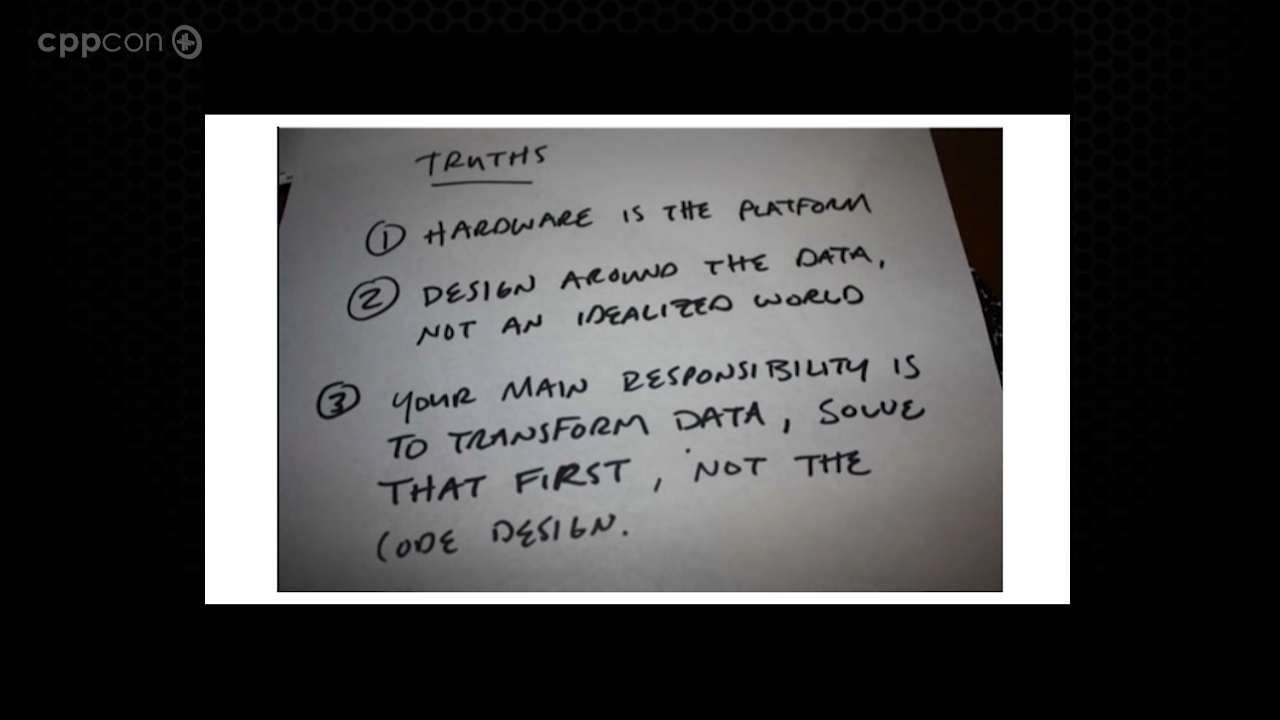 cppcon
TRUTHS
① HARDWARE IS THE PLATFORM
② DESIGN AROUND THE DATA,
NOT AN IDEALIZED WORLD
③ YOUR MAIN RESPONSIBILITY IS
TO TRANSFORM DATA, SOLVE
THAT FIRST, NOT THE
CODE DESIGN.